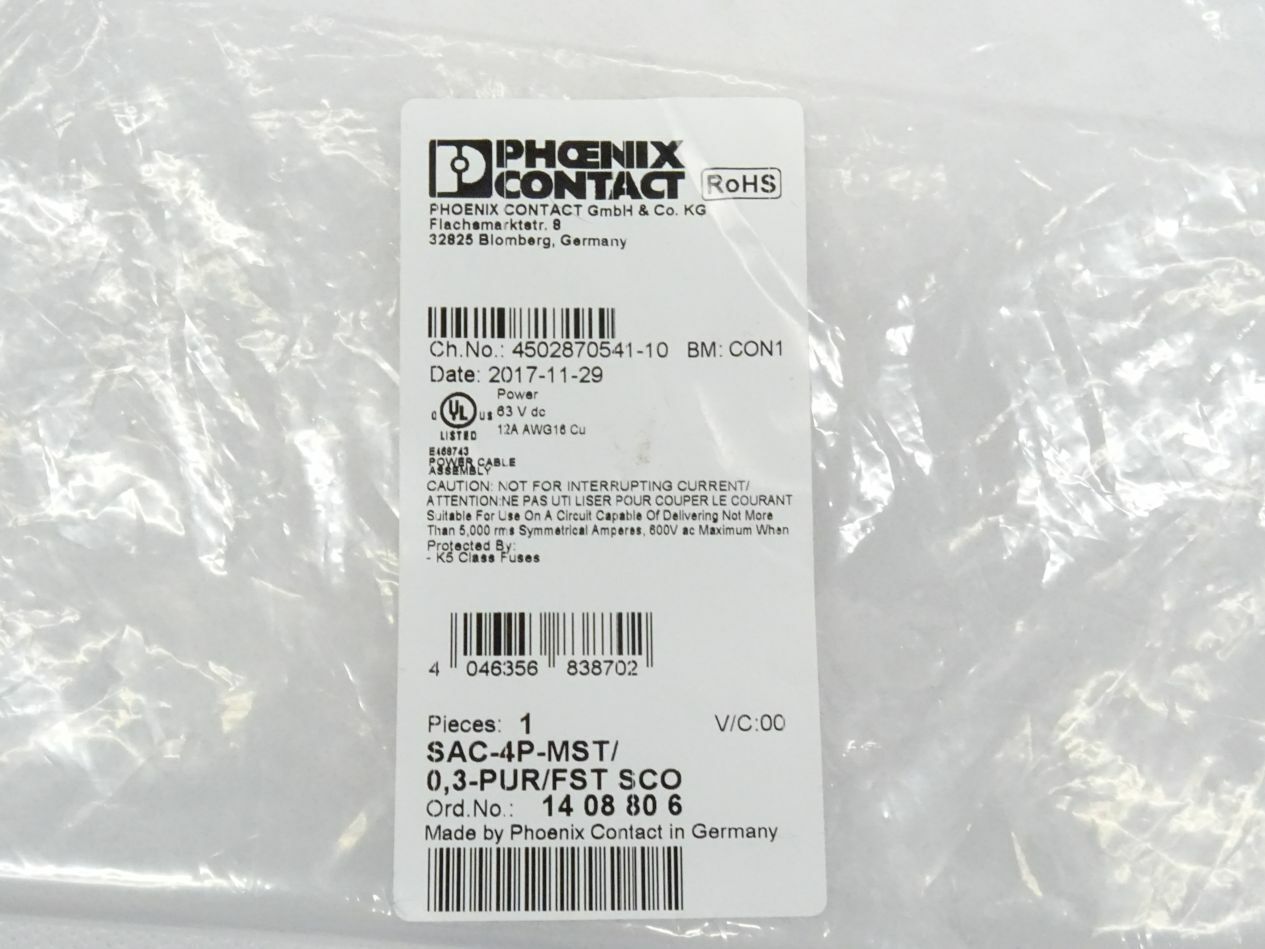 PHŒNIX
CONTACT RoHS
PHOENIX CONTACT GmbH & Co. KG
Flachsmarktstr. 8
32825 Blomberg, Germany
Ch.No.: 4502870541-10 BM: CON1
Date: 2017-11-29
Power
c UL us 63 V dc
LISTED 12A AWG16 Cu
E468743
POWER CABLE
ASSEMBLY
CAUTION: NOT FOR INTERRUPTING CURRENT/
ATTENTION:NE PAS UTI LISER POUR COUPER LE COURANT
Suitable For Use On A Circuit Capable Of Delivering Not More
Than 5,000 rms Symmetrical Amperes, 600V ac Maximum When
Protected By:
- K5 Class Fuses
4 046356 838702
Pieces: 1 V/C:00
SAC-4P-MST/
0,3-PUR/FST SCO
Ord.No.: 14 08 80 6
Made by Phoenix Contact in Germany